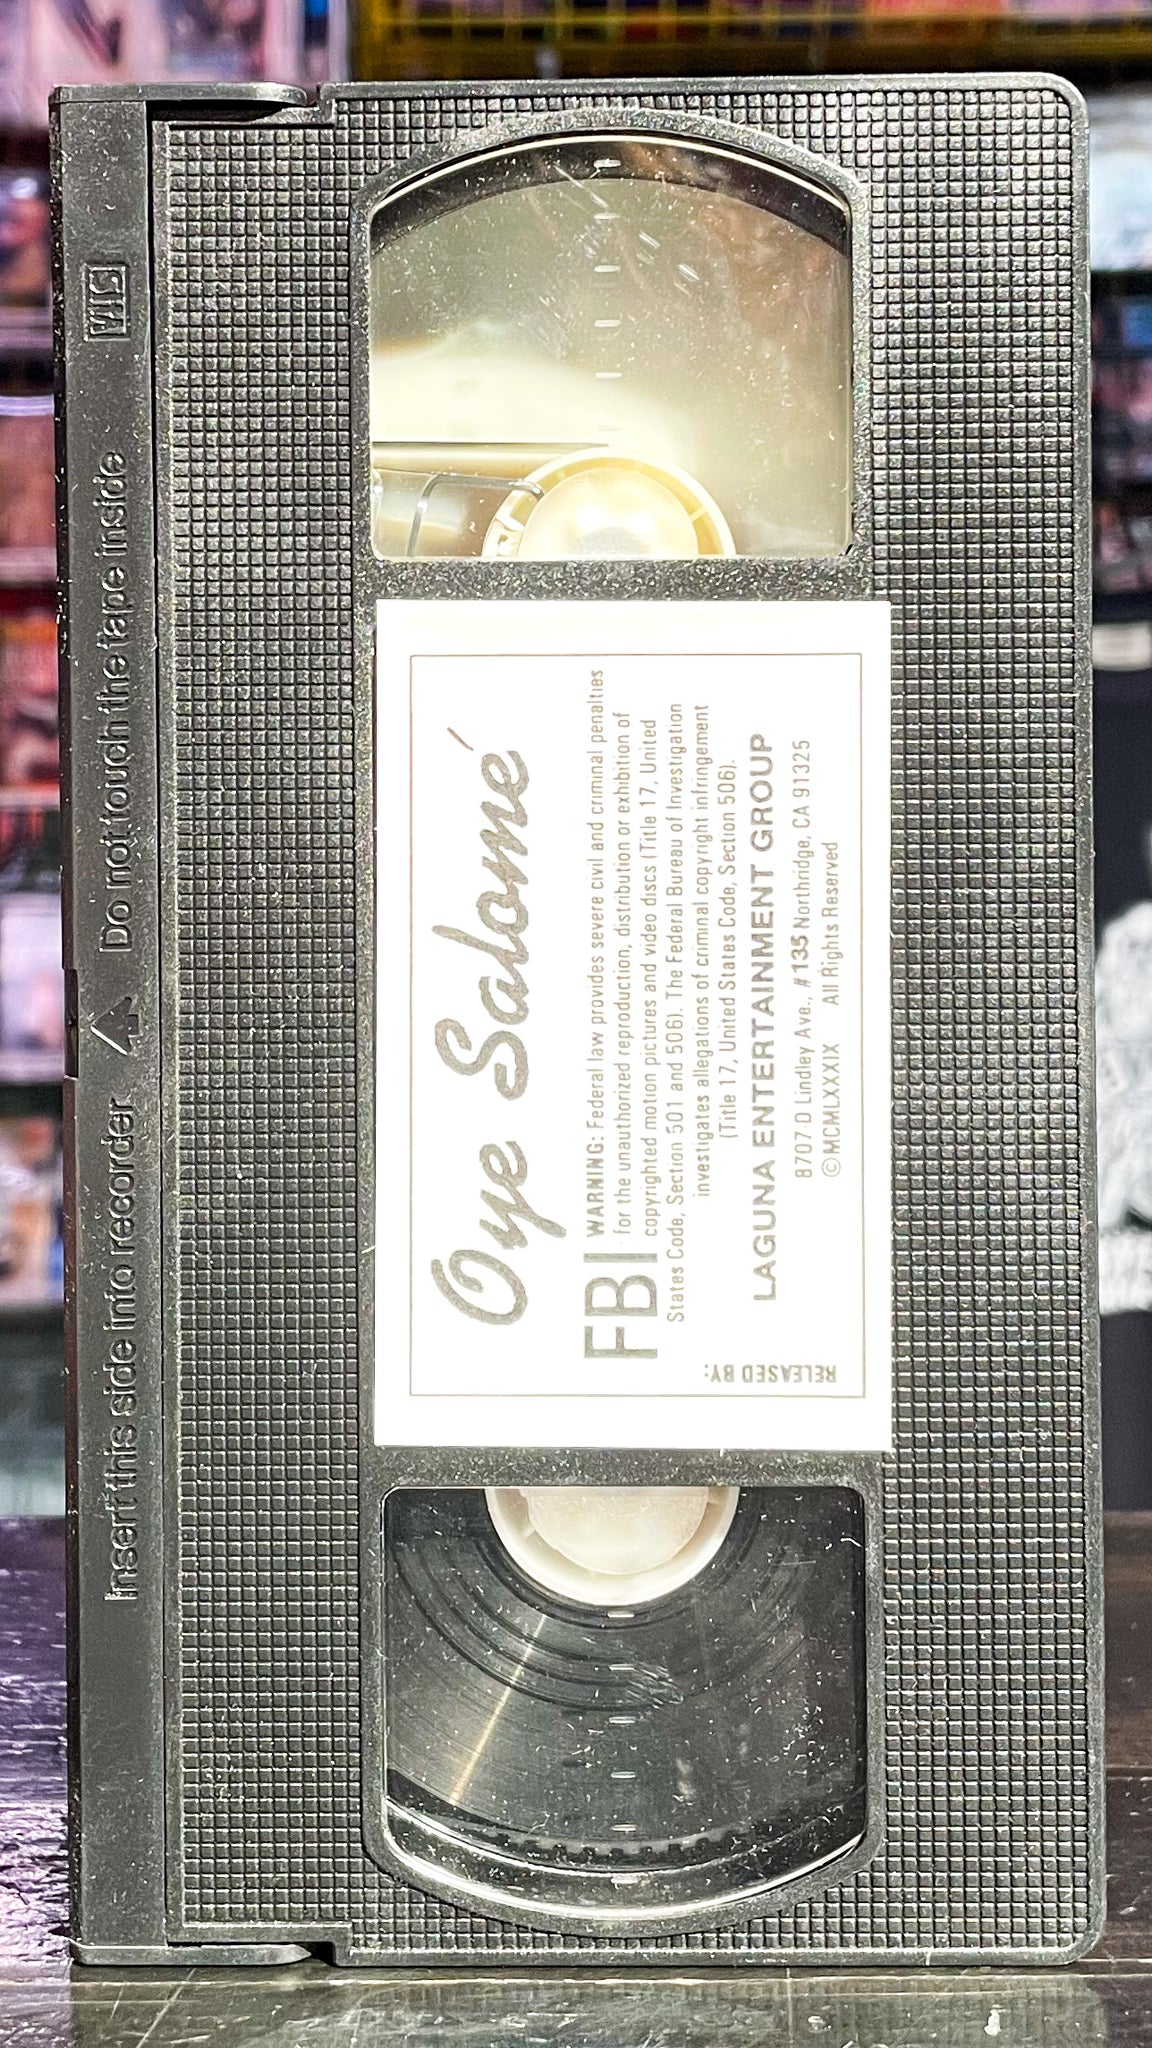 VHS
Insert this side into recorder
Do not touch the tape inside
Oye Salomé
FBI WARNING: Federal law provides severe civil and criminal penalties
for the unauthorized reproduction, distribution or exhibition of
copyrighted motion pictures and video discs (Title 17, United
States Code, Section 501 and 506). The Federal Bureau of Investigation
investigates allegations of criminal copyright infringement
(Title 17, United States Code, Section 506).
RELEASED BY:
LAGUNA ENTERTAINMENT GROUP
8707-D Lindley Ave., #135 Northridge, CA 91325
©MCMLXXXIX All Rights Reserved